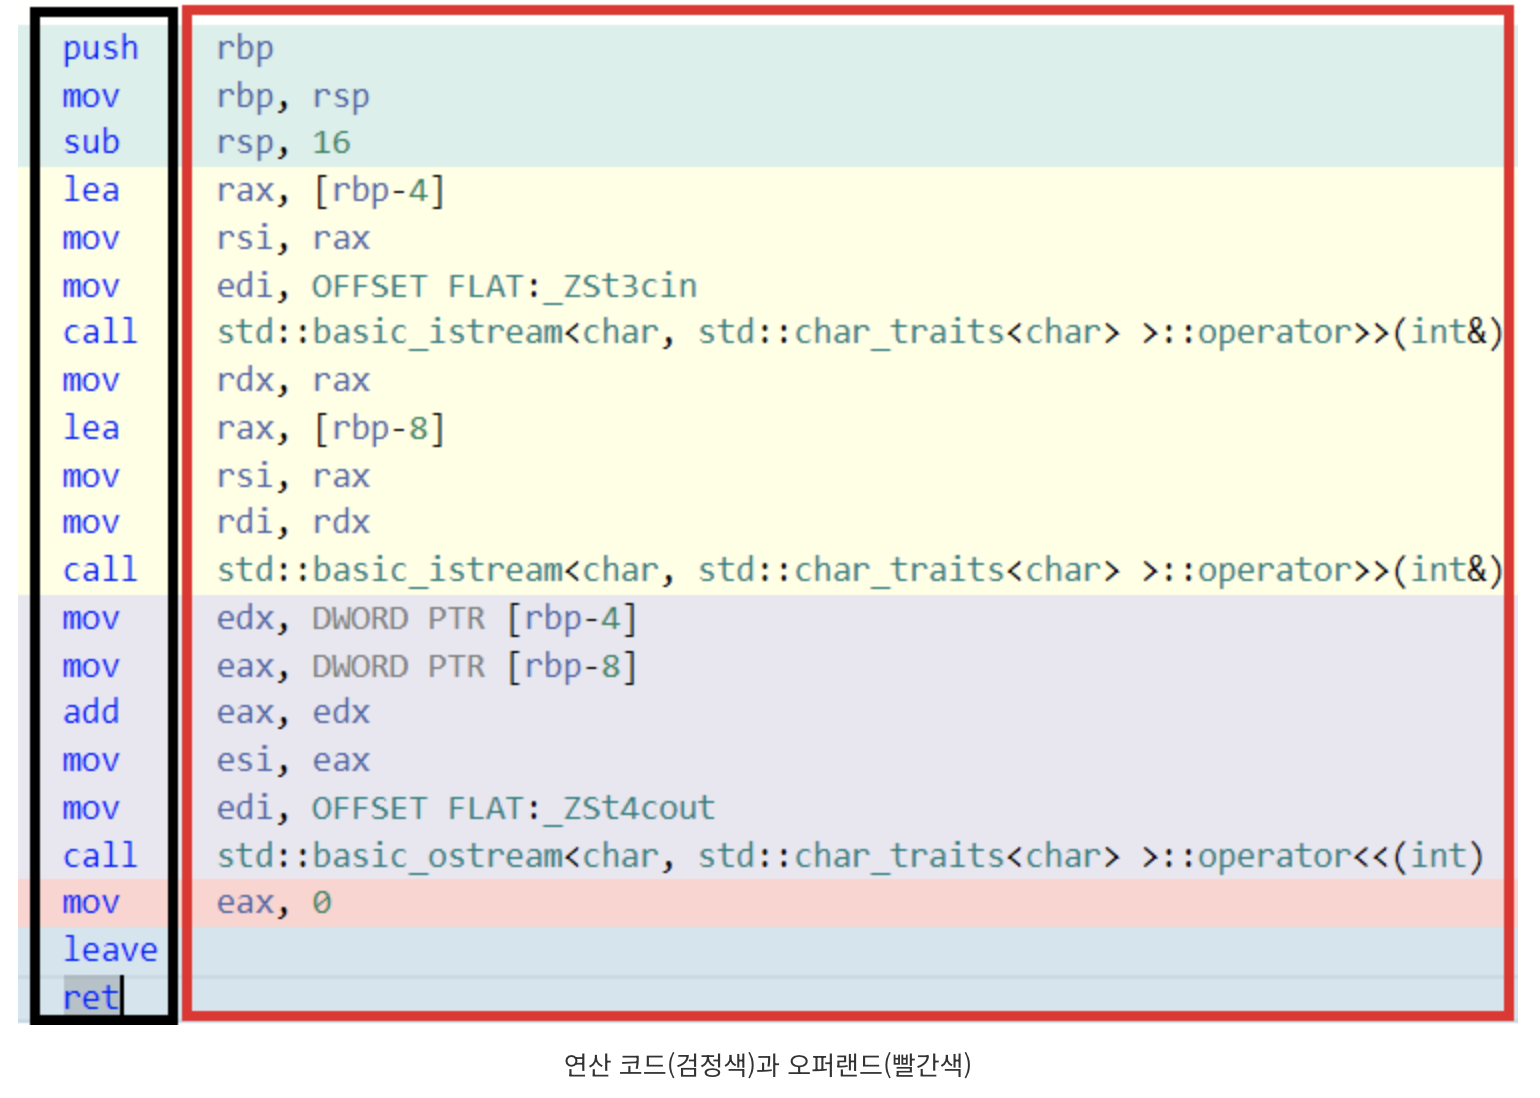 push rbp
mov rbp, rsp
sub rsp, 16
lea rax, [rbp-4]
mov rsi, rax
mov edi, OFFSET FLAT:_ZSt3cin
call std::basic_istream<char, std::char_traits<char> >::operator>>(int&)
mov rdx, rax
lea rax, [rbp-8]
mov rsi, rax
mov rdi, rdx
call std::basic_istream<char, std::char_traits<char> >::operator>>(int&)
mov edx, DWORD PTR [rbp-4]
mov eax, DWORD PTR [rbp-8]
add eax, edx
mov esi, eax
mov edi, OFFSET FLAT:_ZSt4cout
call std::basic_ostream<char, std::char_traits<char> >::operator<<(int)
mov eax, 0
leave
ret
연산 코드(검정색)과 오퍼랜드(빨간색)